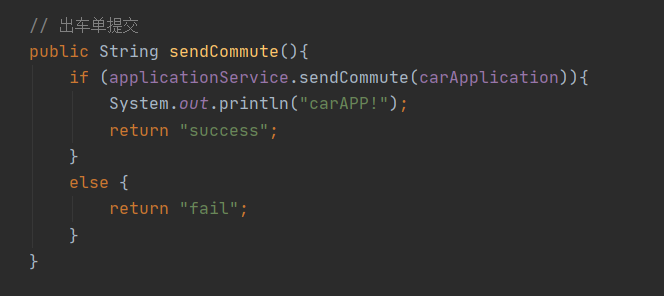 // 出车单提交
public String sendCommute(){
if (applicationService.sendCommute(carApplication)){
System.out.println("carAPP!");
return "success";
}
else {
return "fail";
}
}